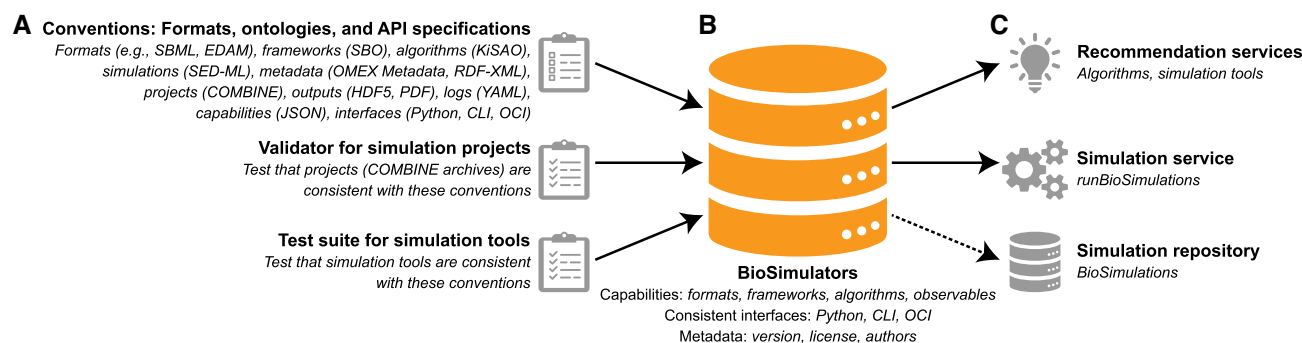 A
Conventions: Formats, ontologies, and API specifications
Formats (e.g., SBML, EDAM), frameworks (SBO), algorithms (KiSAO),
simulations (SED-ML), metadata (OMEX Metadata, RDF-XML),
projects (COMBINE), outputs (HDF5, PDF), logs (YAML),
capabilities (JSON), interfaces (Python, CLI, OCI)
Validator for simulation projects
Test that projects (COMBINE archives) are
consistent with these conventions
Test suite for simulation tools
Test that simulation tools are consistent
with these conventions
B
BioSimulators
Capabilities: formats, frameworks, algorithms, observables
Consistent interfaces: Python, CLI, OCI
Metadata: version, license, authors
C
Recommendation services
Algorithms, simulation tools
Simulation service
runBioSimulations
Simulation repository
BioSimulations